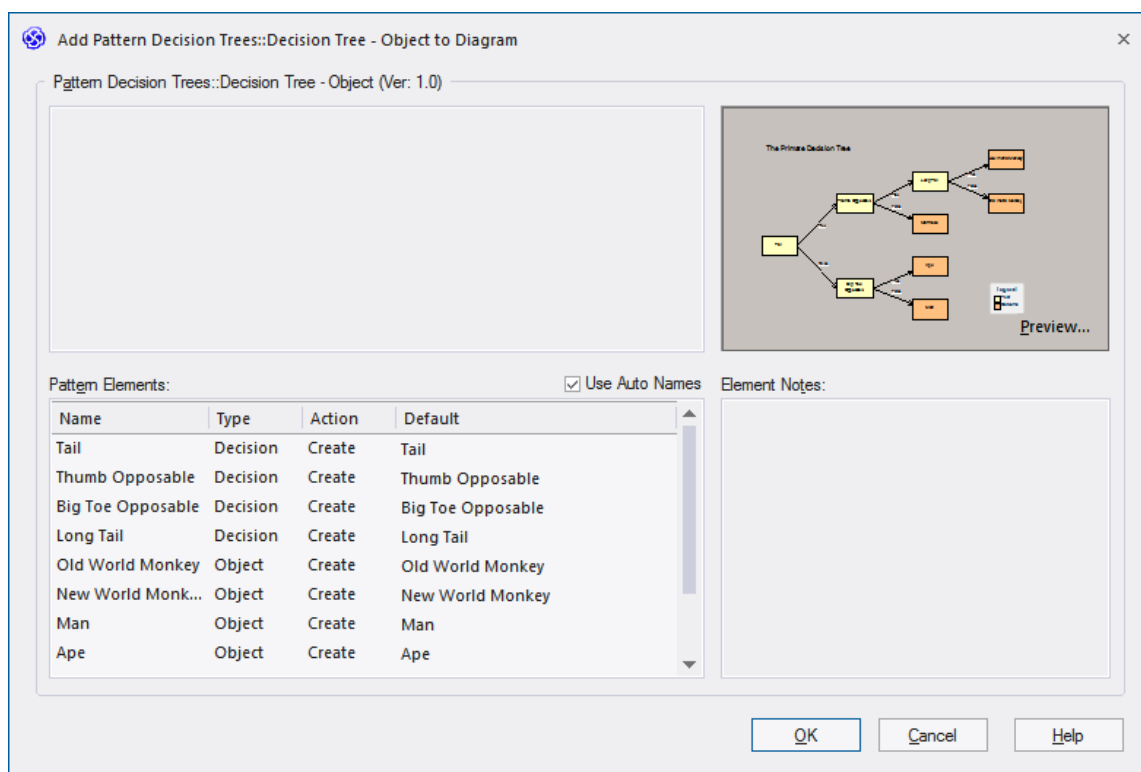 Add Pattern Decision Trees::Decision Tree - Object to Diagram
Pattern Decision Trees::Decision Tree - Object (Ver: 1.0)
The Primate Decision Tree
Preview...
Pattern Elements:
Use Auto Names
Element Notes:
Name Type Action Default
Tail Decision Create Tail
Thumb Opposable Decision Create Thumb Opposable
Big Toe Opposable Decision Create Big Toe Opposable
Long Tail Decision Create Long Tail
Old World Monkey Object Create Old World Monkey
New World Monk... Object Create New World Monkey
Man Object Create Man
Ape Object Create Ape
OK Cancel Help